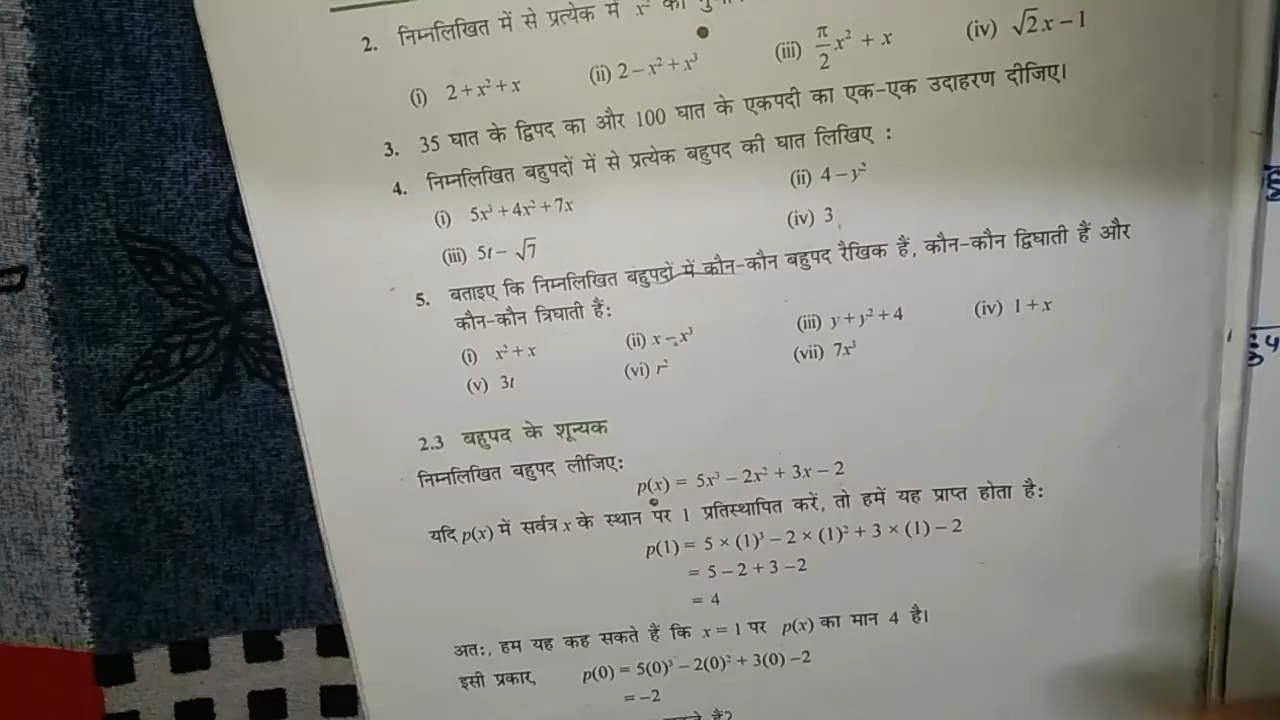 2. निम्नलिखित में से प्रत्येक में x² का
(i) 2 + x² + x (ii) 2 – x² + x³ (iii) π/2 x² + x (iv) √2x – 1
3. 35 घात के द्विपद का और 100 घात के एकपदी का एक-एक उदाहरण दीजिए।
4. निम्नलिखित बहुपदों में से प्रत्येक बहुपद की घात लिखिए :
(i) 5x³ + 4x² + 7x (ii) 4 – y²
(iii) 5t – √7 (iv) 3
5. बताइए कि निम्नलिखित बहुपदों में कौन-कौन बहुपद रैखिक हैं, कौन-कौन द्विघाती हैं और
कौन-कौन त्रिघाती हैं:
(i) x² + x (ii) x – x³ (iii) y + y² + 4 (iv) 1 + x
(v) 3t (vi) r² (vii) 7x³
2.3 बहुपद के शून्यक
निम्नलिखित बहुपद लीजिए:
p(x) = 5x³ – 2x² + 3x – 2
यदि p(x) में सर्वत्र x के स्थान पर 1 प्रतिस्थापित करें, तो हमें यह प्राप्त होता है:
p(1) = 5 × (1)³ – 2 × (1)² + 3 × (1) – 2
= 5 – 2 + 3 – 2
= 4
अतः, हम यह कह सकते हैं कि x = 1 पर p(x) का मान 4 है।
इसी प्रकार, p(0) = 5(0)³ – 2(0)² + 3(0) – 2
= –2